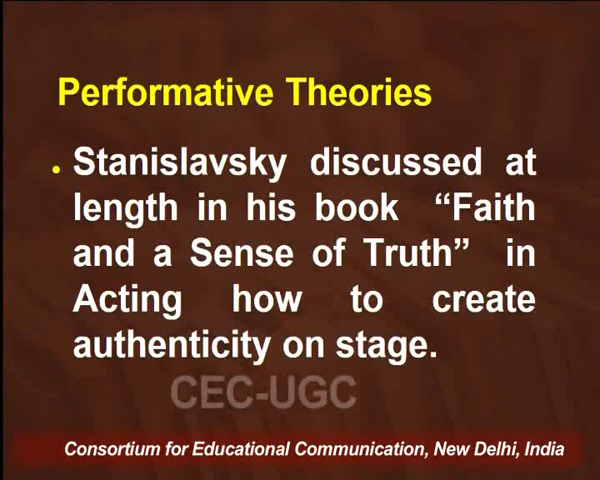 Performative Theories
• Stanislavsky discussed at
length in his book “Faith
and a Sense of Truth” in
Acting how to create
authenticity on stage.
CEC-UGC
Consortium for Educational Communication, New Delhi, India